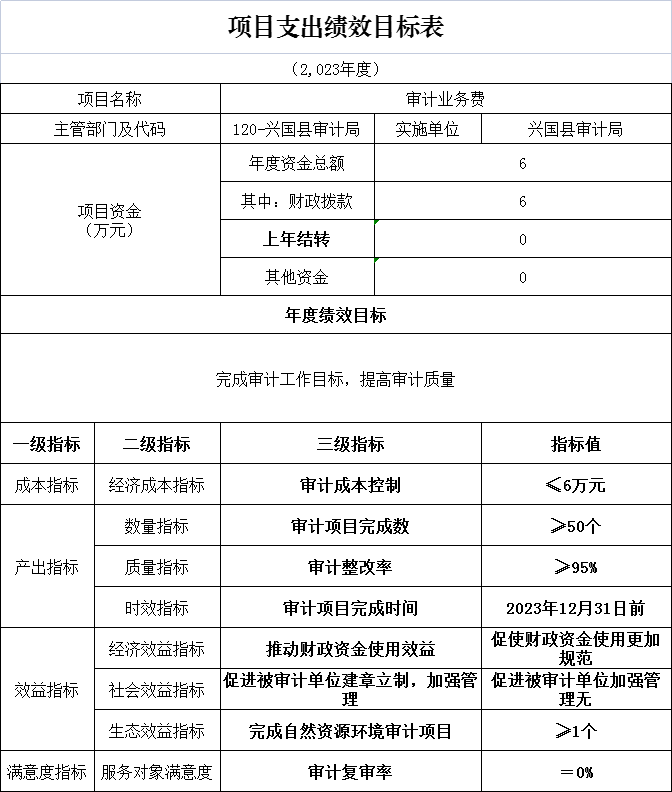 项目支出绩效目标表
（2,023年度）
项目名称 审计业务费
主管部门及代码 120-兴国县审计局 实施单位 兴国县审计局
项目资金
（万元）
年度资金总额 6
其中：财政拨款 6
上年结转 0
其他资金 0
年度绩效目标
完成审计工作目标，提高审计质量
一级指标 二级指标 三级指标 指标值
成本指标 经济成本指标 审计成本控制 ≤6万元
产出指标 数量指标 审计项目完成数 ≥50个
质量指标 审计整改率 ≥95%
时效指标 审计项目完成时间 2023年12月31日前
效益指标 经济效益指标 推动财政资金使用效益 促使财政资金使用更加
规范
社会效益指标 促进被审计单位建章立制，加强管
理 促进被审计单位加强管
理无
生态效益指标 完成自然资源环境审计项目 ≥1个
满意度指标 服务对象满意度 审计复审率 ＝0%